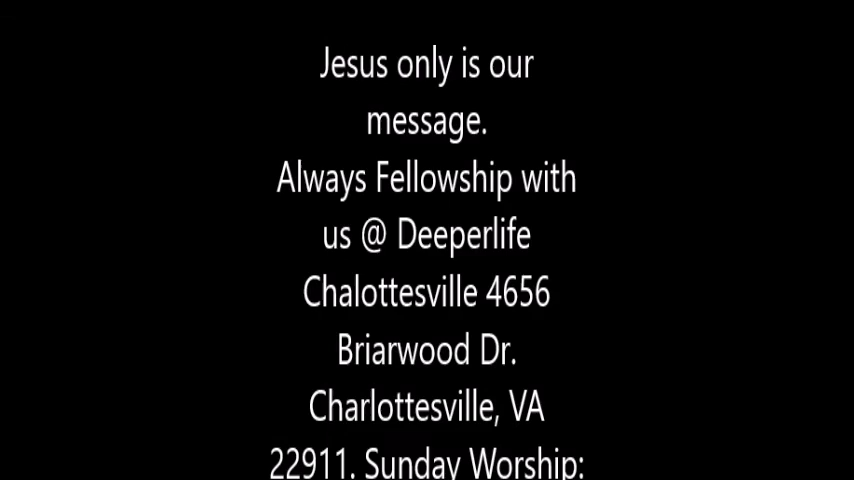 Jesus only is our
message.
Always Fellowship with
us @ Deeperlife
Chalottesville 4656
Briarwood Dr.
Charlottesville, VA
22911. Sunday Worship: